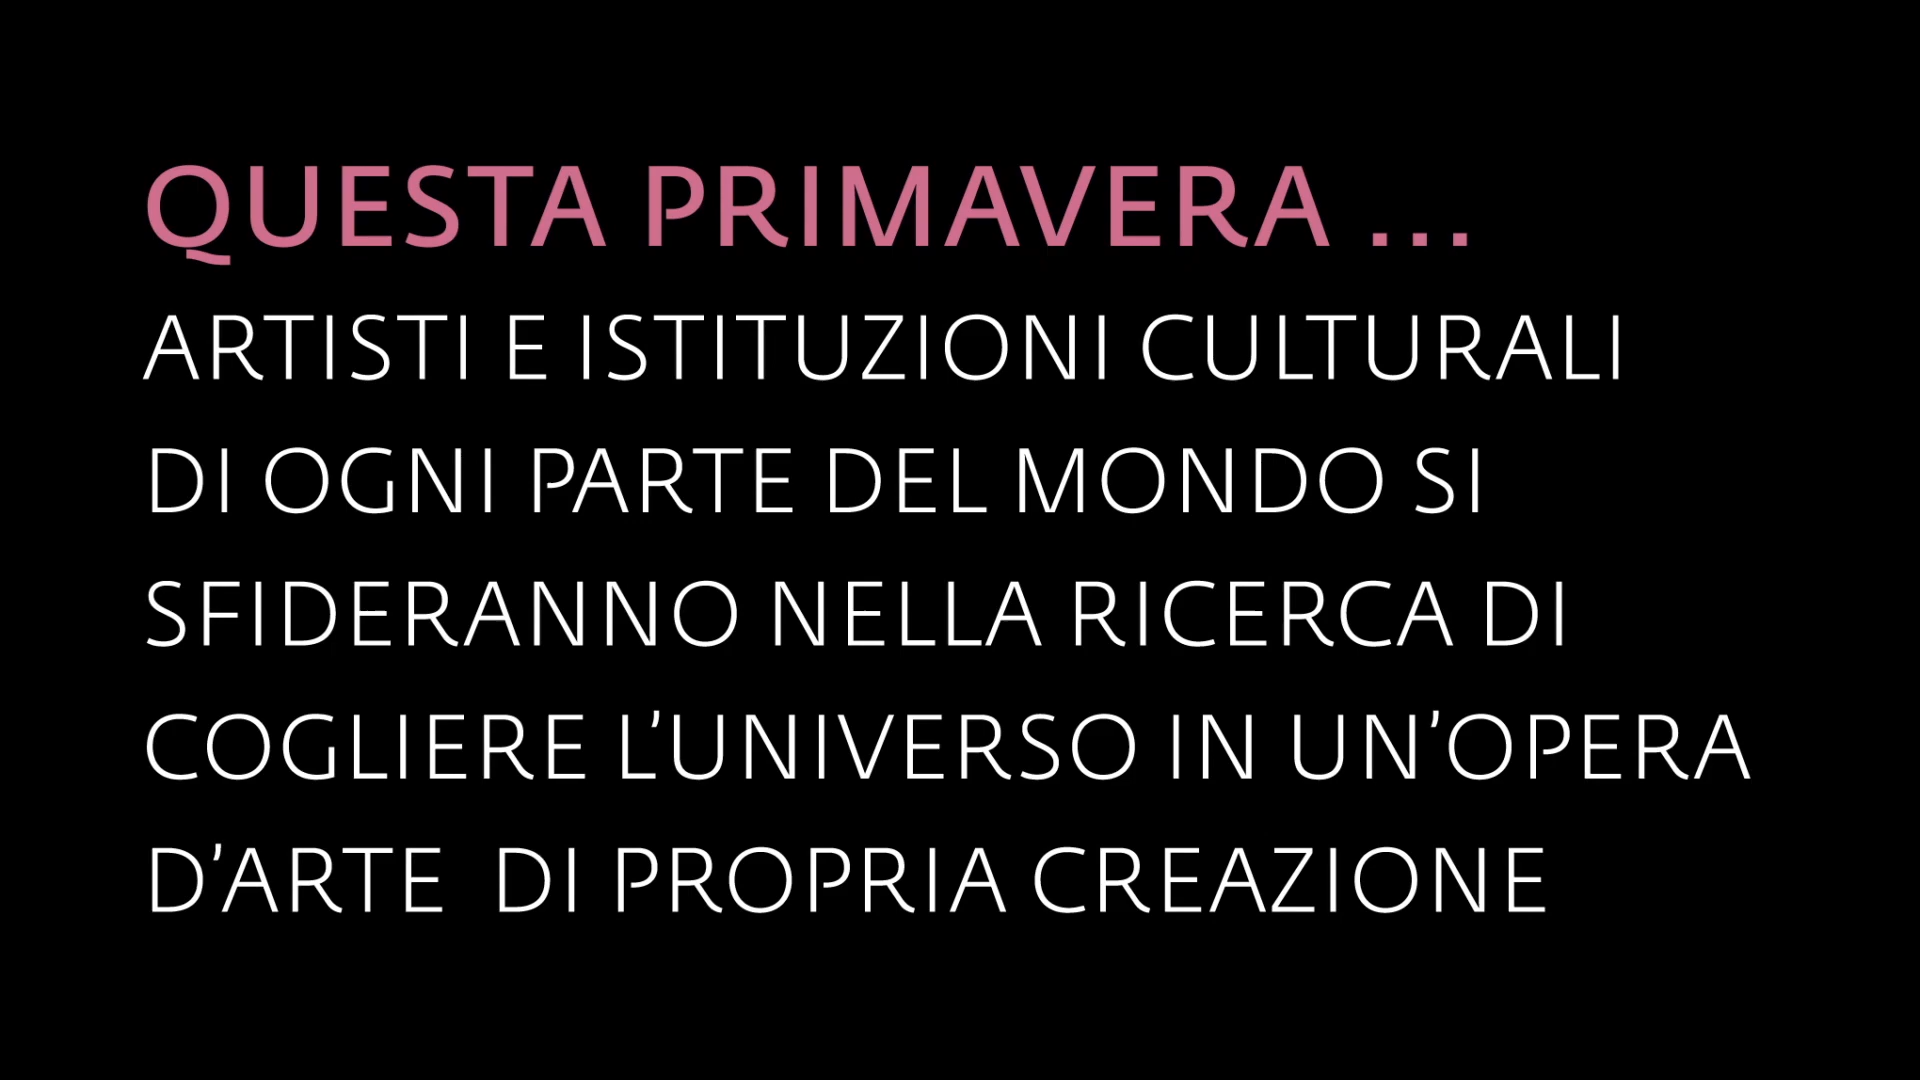 QUESTA PRIMAVERA ...
ARTISTI E ISTITUZIONI CULTURALI
DI OGNI PARTE DEL MONDO SI
SFIDERANNO NELLA RICERCA DI
COGLIERE L’UNIVERSO IN UN’OPERA
D’ARTE  DI PROPRIA CREAZIONE